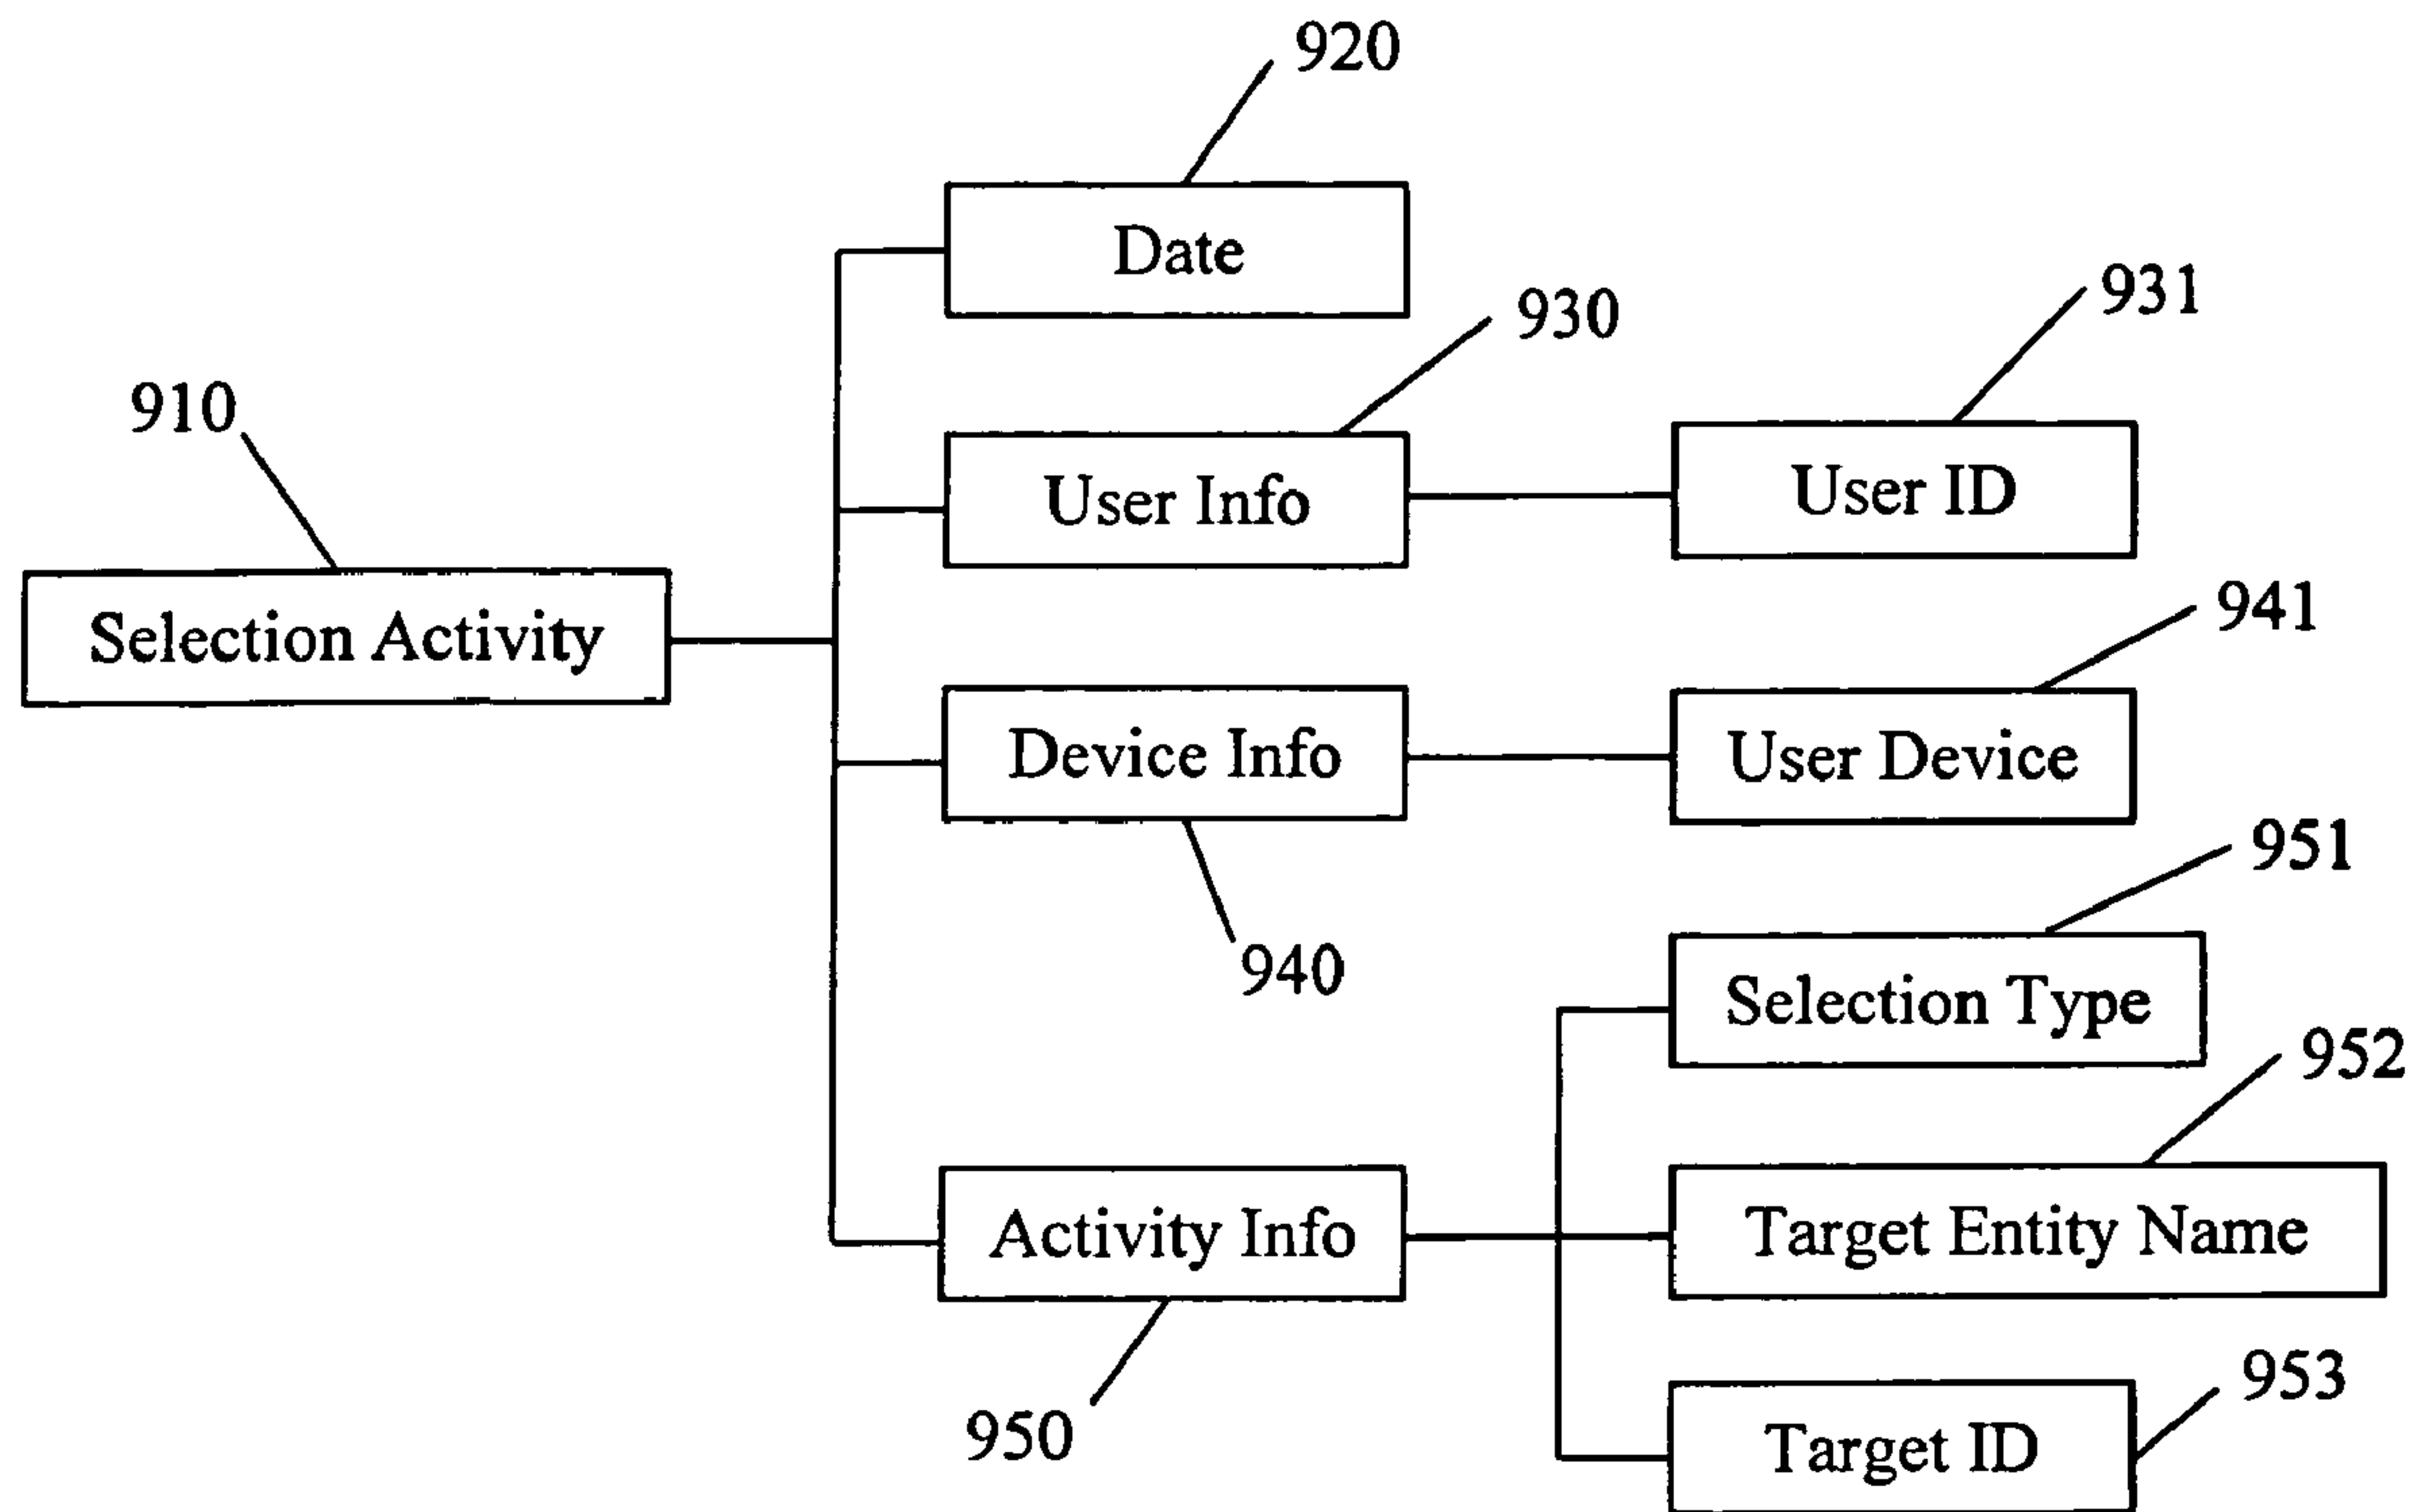 920
Date
930
931
User Info
User ID
910
Selection Activity
941
Device Info
User Device
940
951
Selection Type
952
Activity Info
Target Entity Name
950
953
Target ID